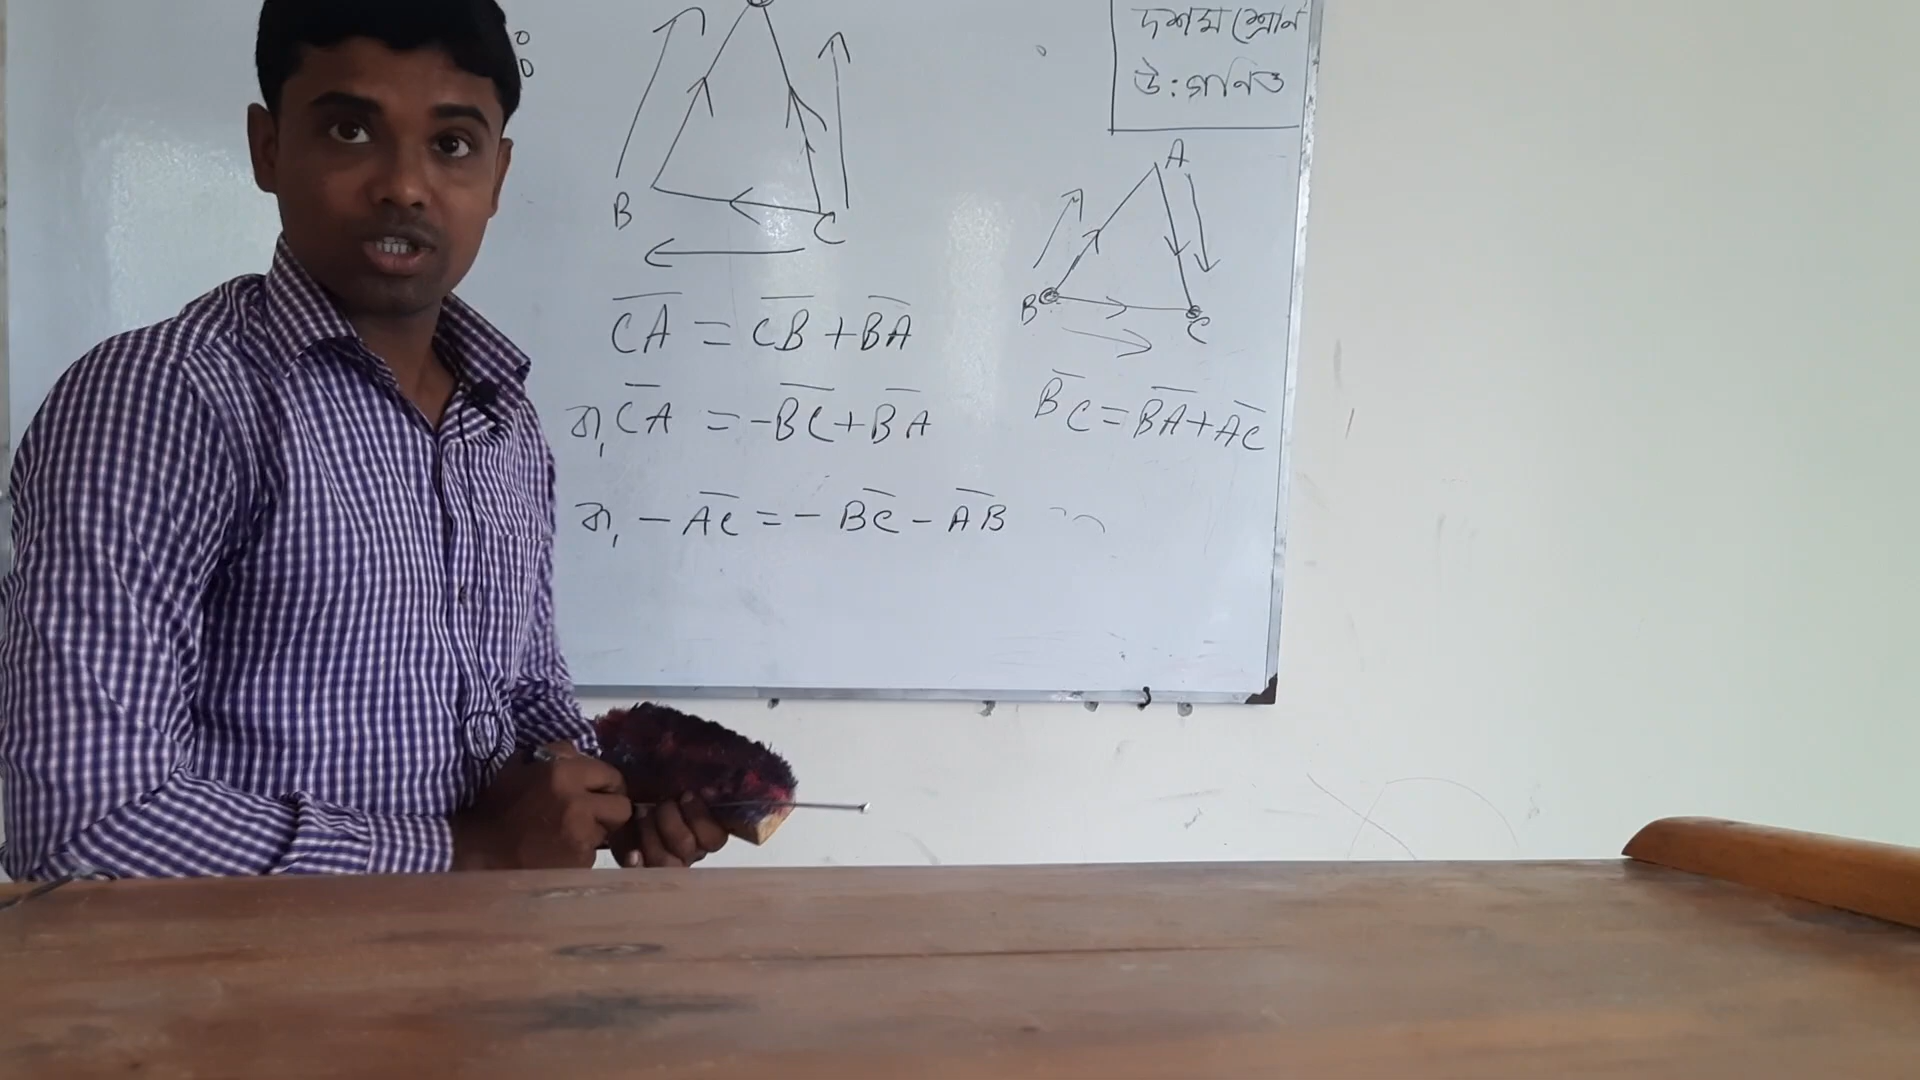 দশম শ্রেণি
উ: গণিত
B
C
A
B
C
CA = CB + BA
বা, CA = -BC + BA
BC = BA + AC
বা, - AC = - BC - AB